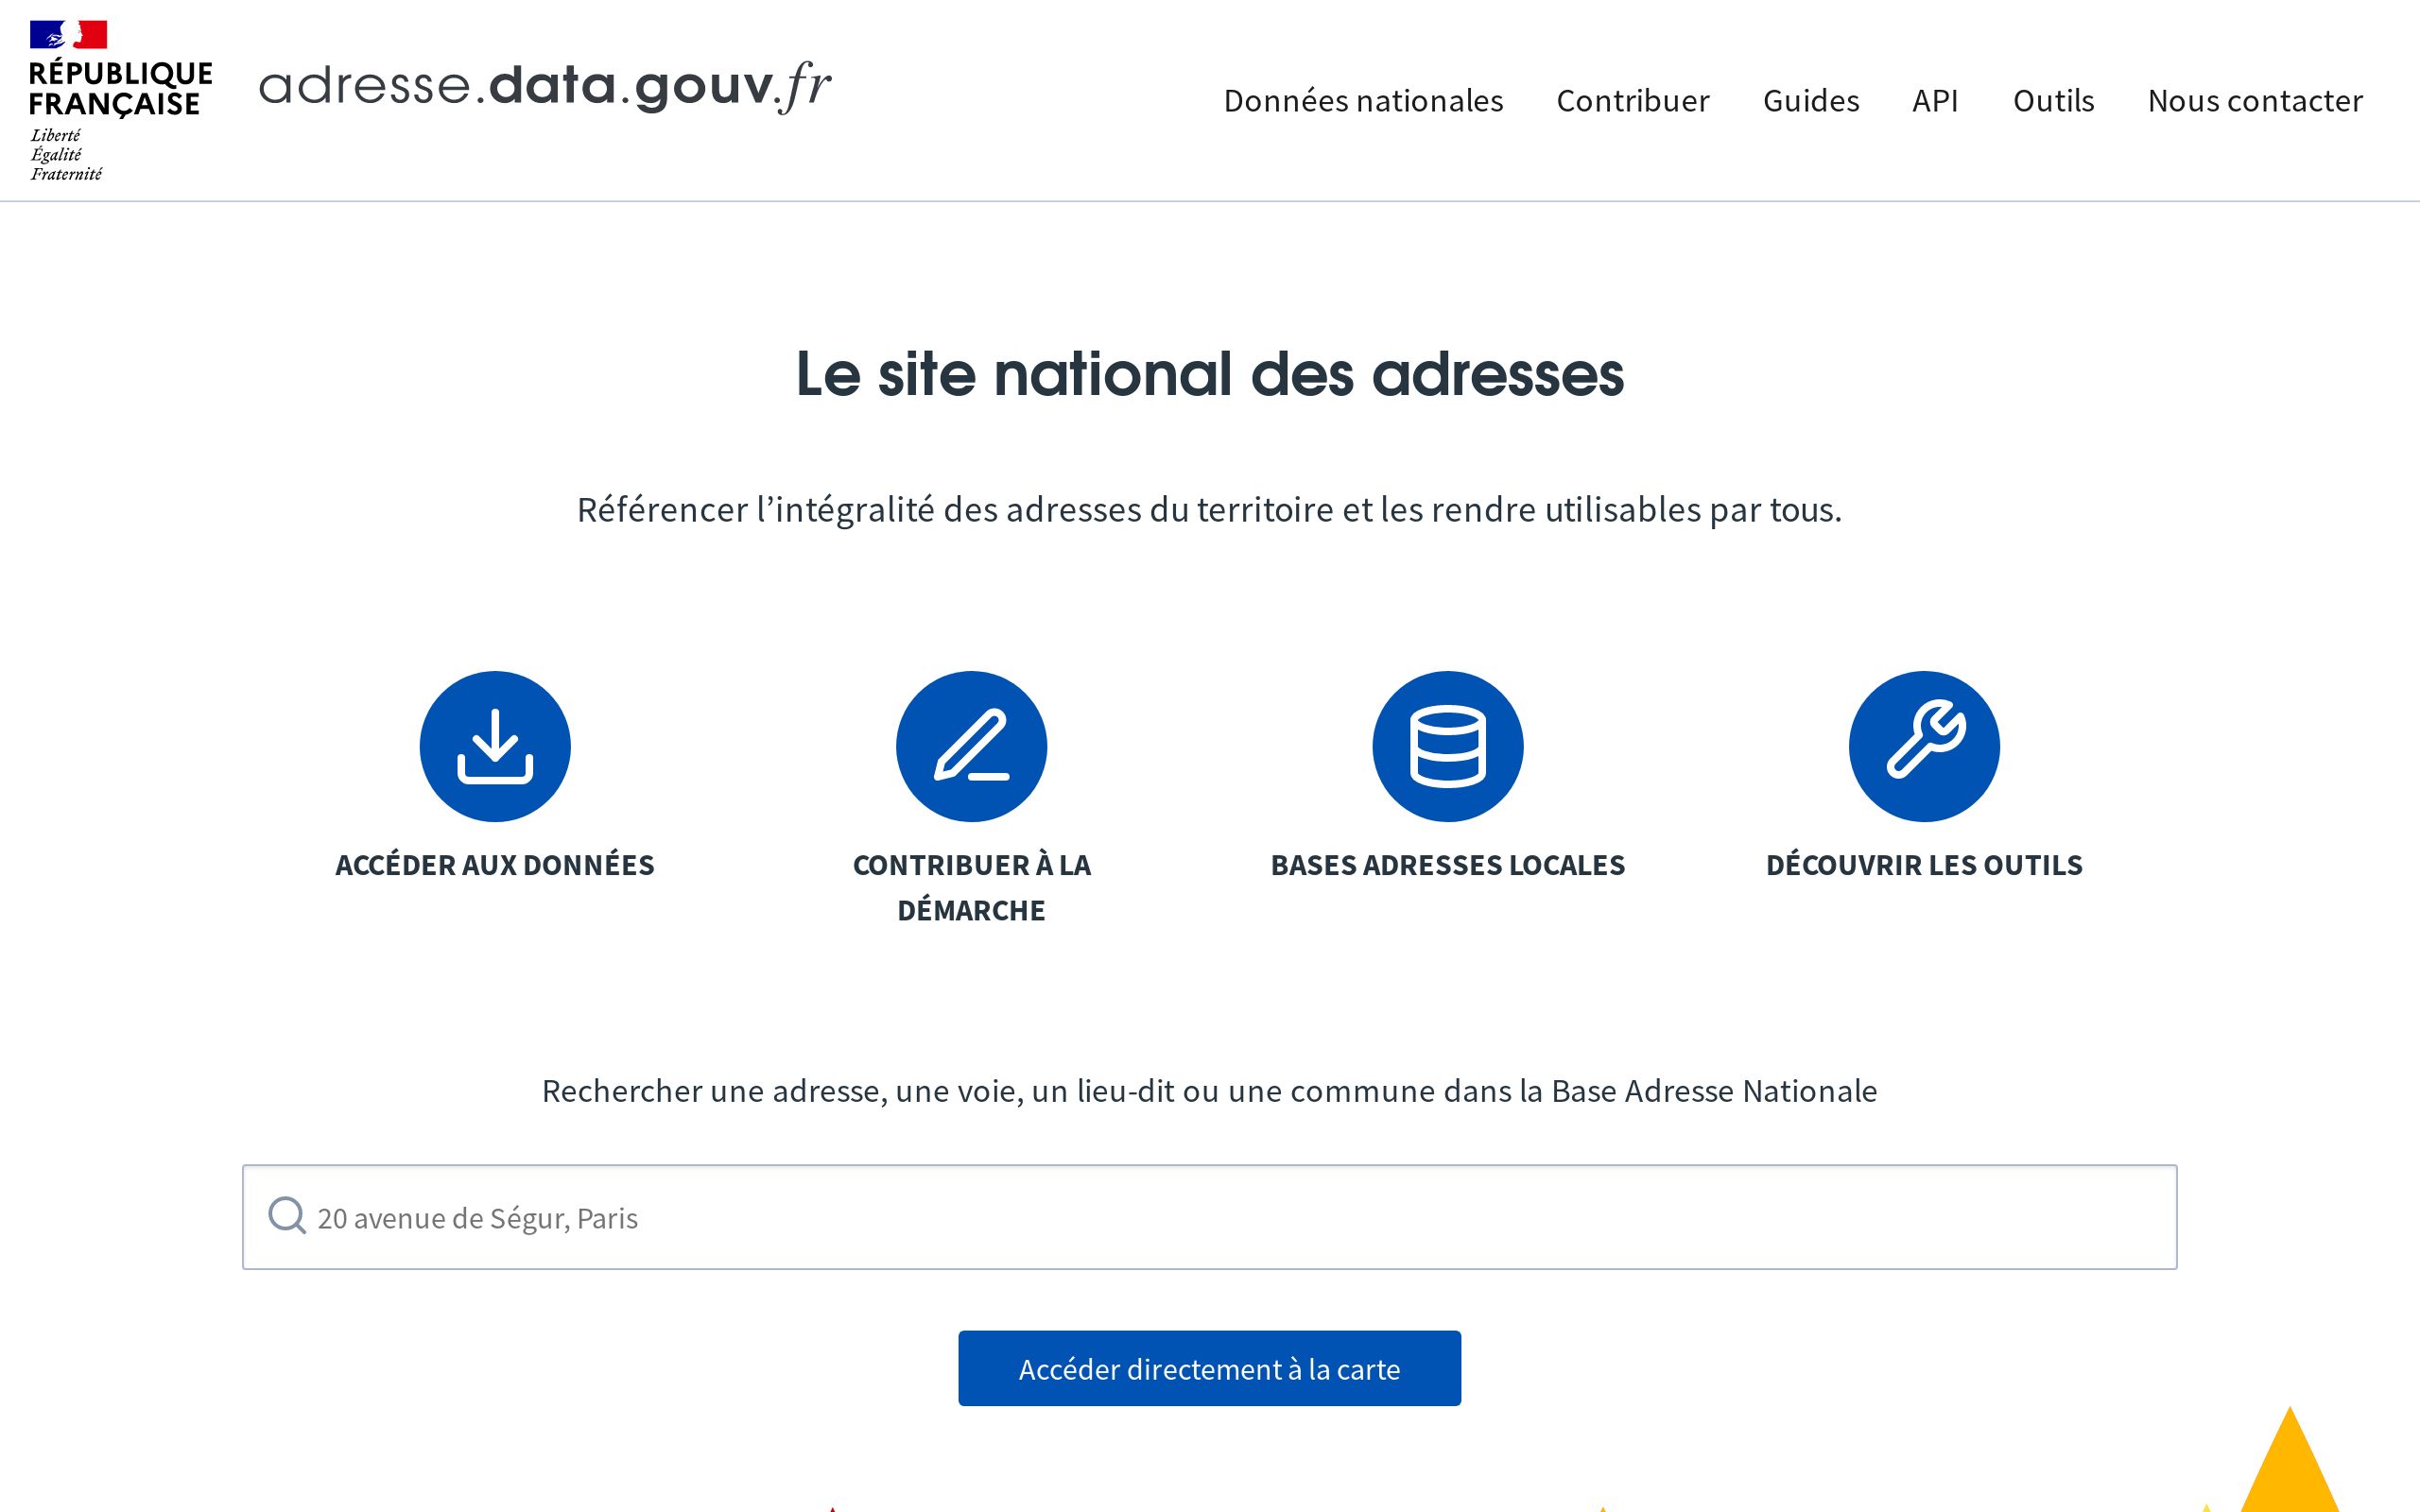 RÉPUBLIQUE
FRANÇAISE
Liberté
Égalité
Fraternité
adresse.data.gouv.fr
Données nationales
Contribuer
Guides
API
Outils
Nous contacter
Le site national des adresses
Référencer l’intégralité des adresses du territoire et les rendre utilisables par tous.
ACCÉDER AUX DONNÉES
CONTRIBUER À LA
DÉMARCHE
BASES ADRESSES LOCALES
DÉCOUVRIR LES OUTILS
Rechercher une adresse, une voie, un lieu-dit ou une commune dans la Base Adresse Nationale
20 avenue de Ségur, Paris
Accéder directement à la carte